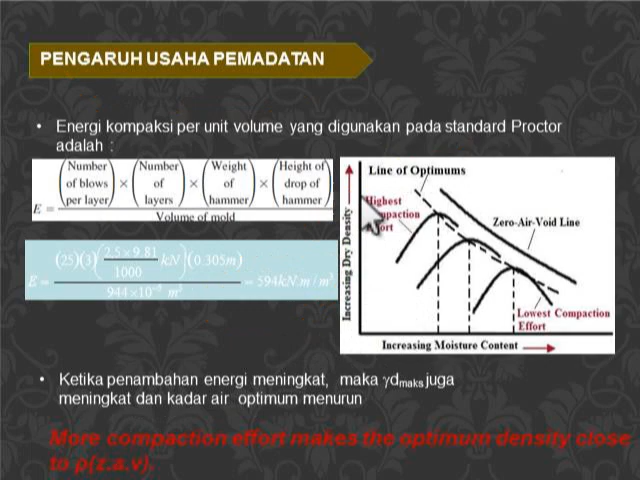 PENGARUH USAHA PEMADATAN
• Energi kompaksi per unit volume yang digunakan pada standard Proctor
adalah :
E = (Number of blows per layer) × (Number of layers) × (Weight of hammer) × (Height of drop of hammer) / Volume of mold
E = (25)(3)(2.5×9.81/1000 kN)(0.305m) / 944×10 m³ = 594kN.m / m³
Line of Optimums
Highest
Compaction
Effort
Zero-Air-Void Line
Increasing Dry Density
Lowest Compaction
Effort
Increasing Moisture Content
• Ketika penambahan energi meningkat, maka γdmaks juga
meningkat dan kadar air optimum menurun
More compaction effort makes the optimum density close
to ρ(z.a.v).